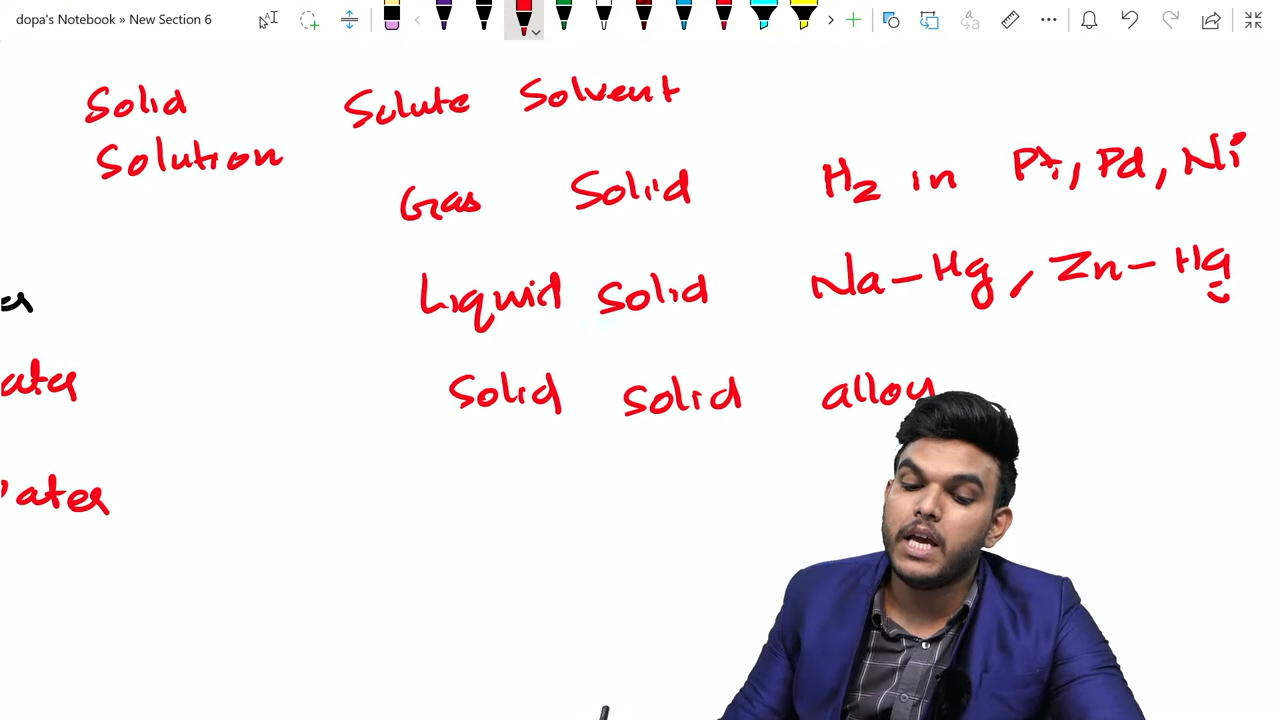 dopa's Notebook » New Section 6
Solid Solute Solvent
Solution
Gas Solid H2 in Pt, Pd, Ni
Liquid Solid Na-Hg, Zn-Hg
ater
Solid Solid alloy
ater